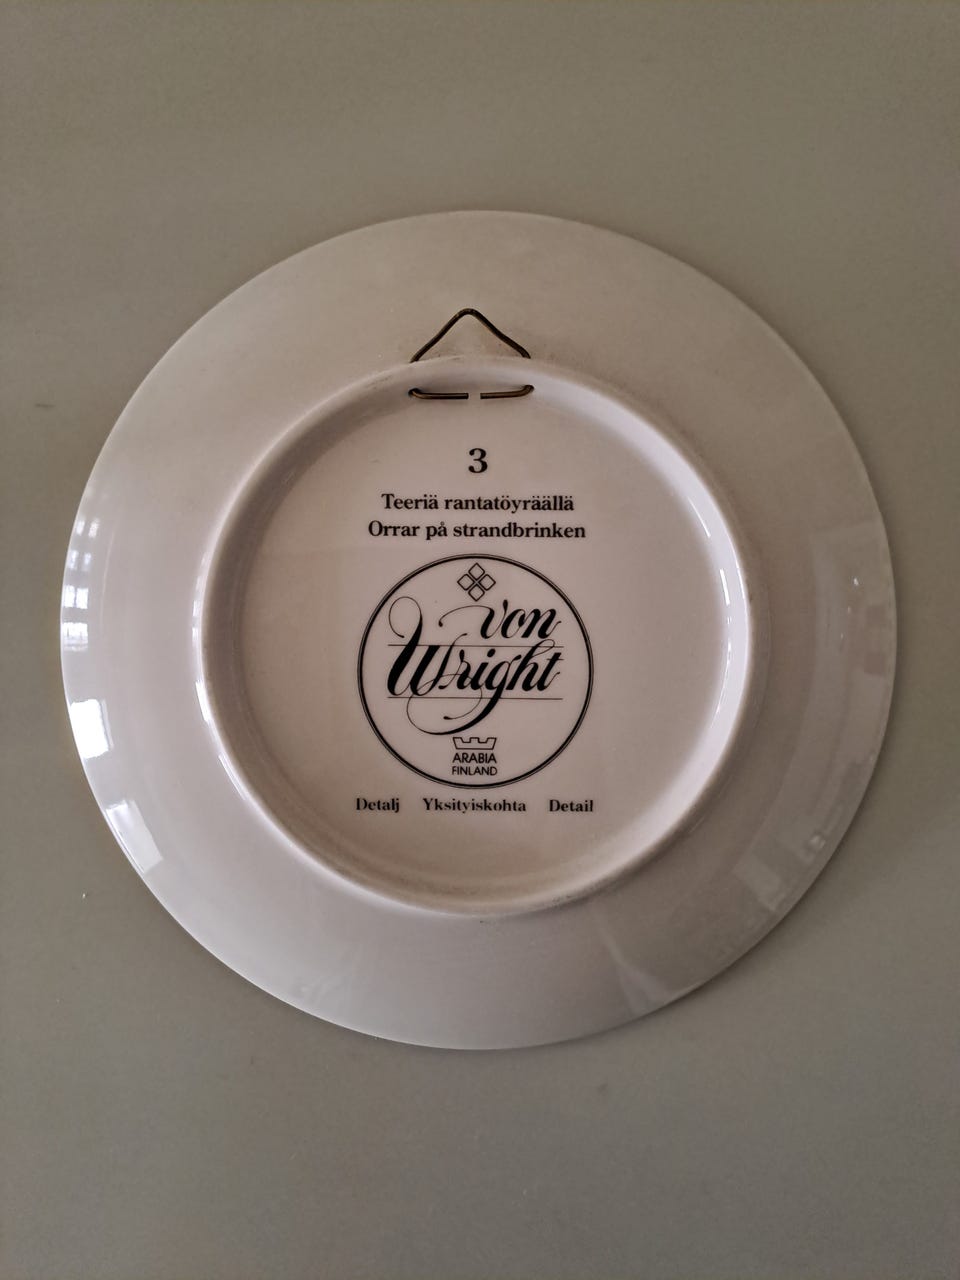 3
Teeriä rantatöyräällä
Orrar på strandbrinken
von
Wright
ARABIA
FINLAND
Detalj Yksityiskohta Detail